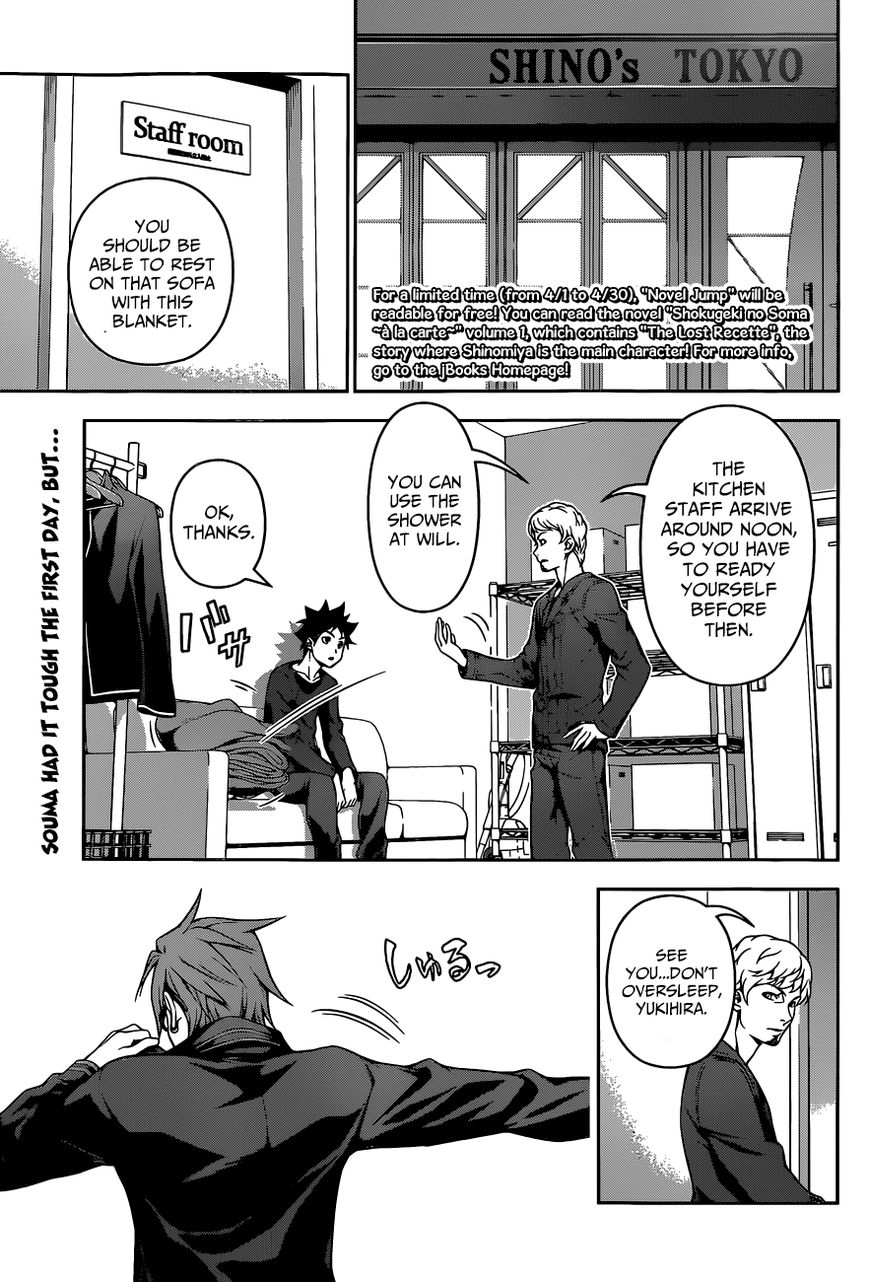 SHINO's TOKYO
For a limited time (from 4/1 to 4/30), "Novel Jump" will be
readable for free! You can read the novel "Shokugeki no Soma
~à la carte~" volume 1, which contains "The Lost Recette", the
story where Shinomiya is the main character! For more info,
go to the jBooks Homepage!
Staff room
YOU
SHOULD BE
ABLE TO REST
ON THAT SOFA
WITH THIS
BLANKET.
THE
KITCHEN
STAFF ARRIVE
AROUND NOON,
SO YOU HAVE
TO READY
YOURSELF
BEFORE
THEN.
YOU CAN
USE THE
SHOWER
AT WILL.
OK,
THANKS.
SOUMA HAD IT TOUGH THE FIRST DAY, BUT...
SEE
YOU...DON'T
OVERSLEEP,
YUKIHIRA.
しゅるっ